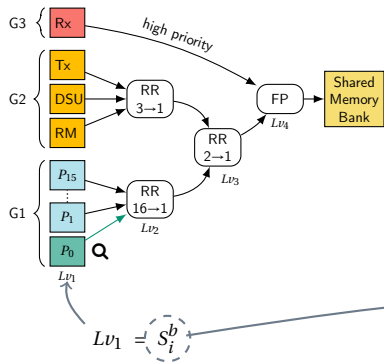 G3
Rx
high priority
G2
Tx
DSU
RM
RR
3→1
FP
Lv₄
Shared
Memory
Bank
RR
2→1
Lv₃
G1
P₁₅
P₁
P₀
RR
16→1
Lv₂
Lv₁
Lv₁ = Sᵢᵇ